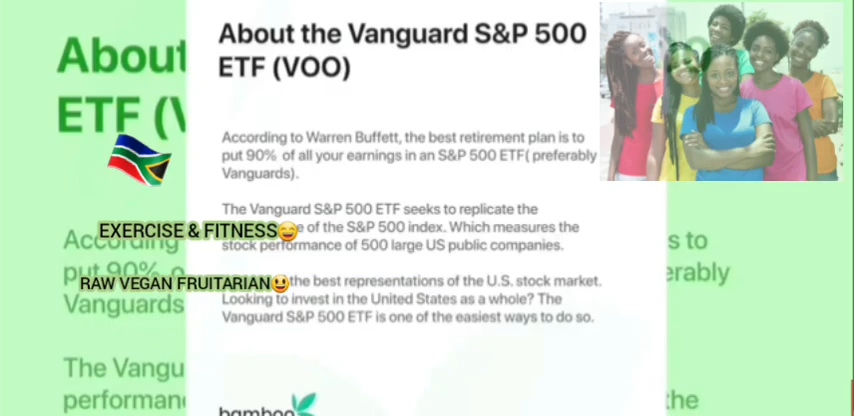 About the Vanguard S&P 500
ETF (VOO)
According to Warren Buffett, the best retirement plan is to
put 90% of all your earnings in an S&P 500 ETF( preferably
Vanguards).
The Vanguard S&P 500 ETF seeks to replicate the
EXERCISE & FITNESS😄 e of the S&P 500 index. Which measures the
stock performance of 500 large US public companies.
RAW VEGAN FRUITARIAN😃 the best representations of the U.S. stock market.
Looking to invest in the United States as a whole? The
Vanguard S&P 500 ETF is one of the easiest ways to do so.
bamboo
About
ETF (V
According
put 90%
Vanguards
The Vangu
performan
s to
erably
the